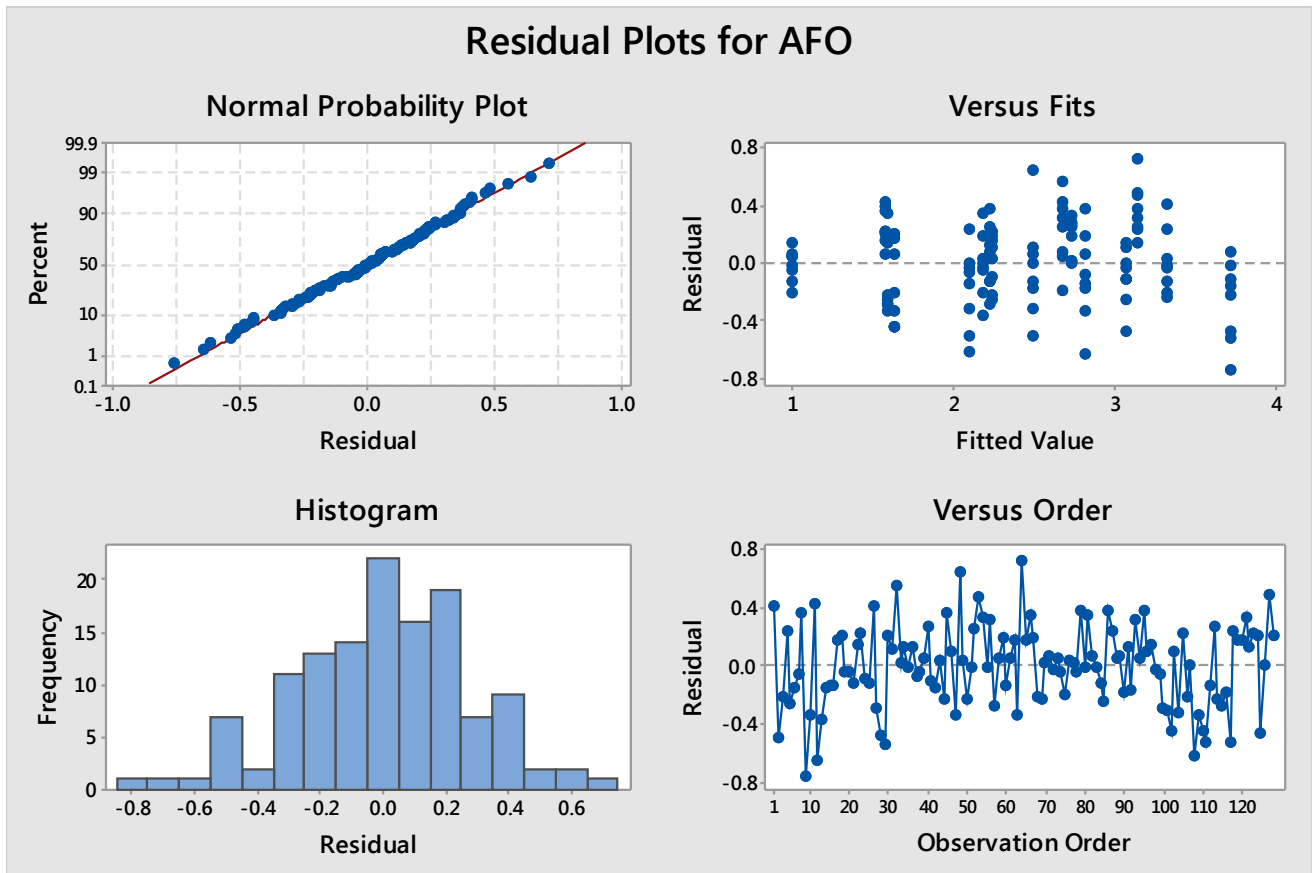 Residual Plots for AFO
Normal Probability Plot
99.9
99
90
50
10
1
0.1
Percent
-1.0 -0.5 0.0 0.5 1.0
Residual
Versus Fits
0.8
0.4
0.0
-0.4
-0.8
Residual
1 2 3 4
Fitted Value
Histogram
20
15
10
5
0
Frequency
-0.8 -0.6 -0.4 -0.2 0.0 0.2 0.4 0.6
Residual
Versus Order
0.8
0.4
0.0
-0.4
-0.8
Residual
1 10 20 30 40 50 60 70 80 90 100 110 120
Observation Order